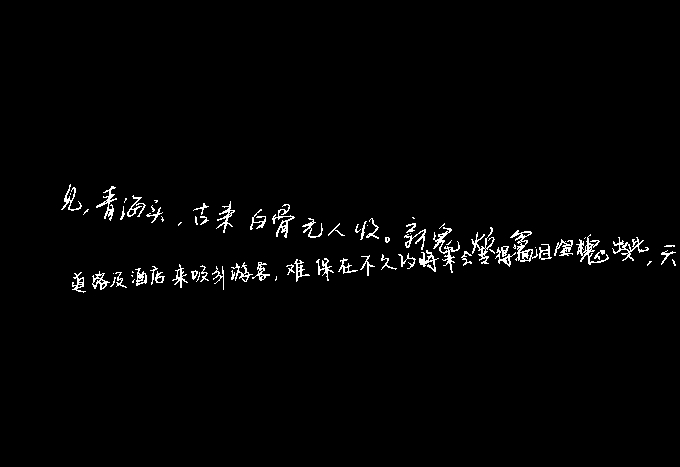 见,青海头,古来白骨无人收。新鬼烦冤
道路及酒店来吸引游客,难保在不久的将来会变得面目全非,天